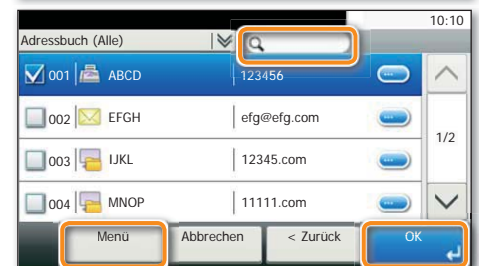 10:10
Adressbuch (Alle)
001 ABCD 123456
002 EFGH efg@efg.com
003 IJKL 12345.com
004 MNOP 11111.com
1/2
Menü Abbrechen < Zurück OK